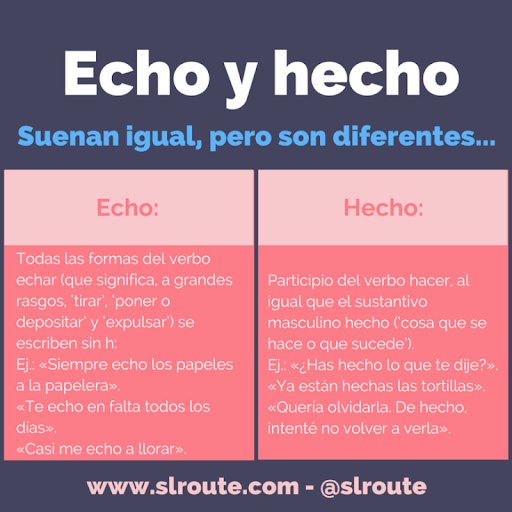 Echo y hecho
Suenan igual, pero son diferentes...
Echo:
Todas las formas del verbo
echar (que significa, a grandes
rasgos, 'tirar', 'poner o
depositar' y 'expulsar') se
escriben sin h:
Ej.: «Siempre echo los papeles
a la papelera».
«Te echo en falta todos los
días».
«Casi me echo a llorar».
Hecho:
Participio del verbo hacer, al
igual que el sustantivo
masculino hecho ('cosa que se
hace o que sucede').
Ej.: «¿Has hecho lo que te dije?».
«Ya están hechas las tortillas».
«Quería olvidarla. De hecho,
intenté no volver a verla».
www.slroute.com - @slroute